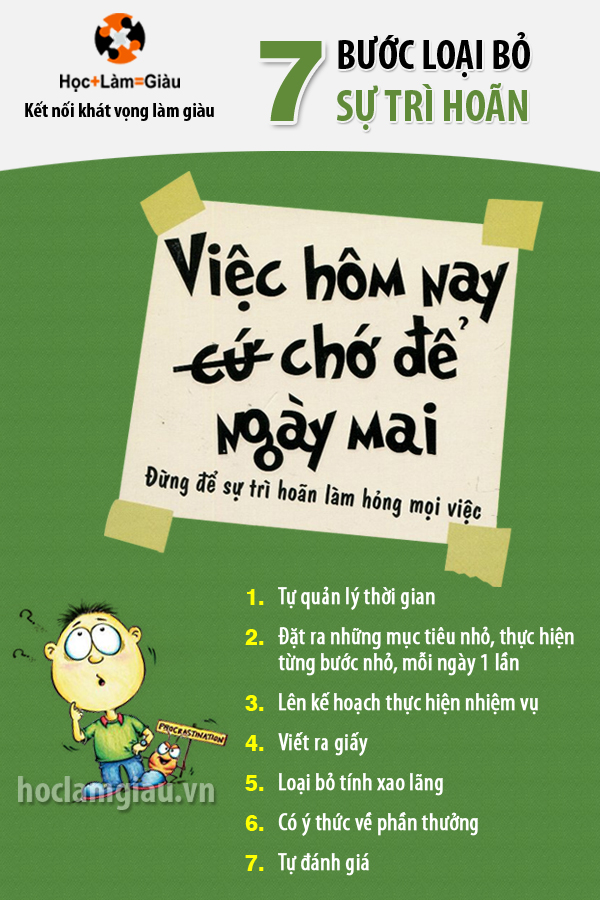 Học+Làm=Giàu
Kết nối khát vọng làm giàu
7 BƯỚC LOẠI BỎ
SỰ TRÌ HOÃN
Việc hôm nay
cứ chớ để
ngày mai
Đừng để sự trì hoãn làm hỏng mọi việc
1. Tự quản lý thời gian
2. Đặt ra những mục tiêu nhỏ, thực hiện
từng bước nhỏ, mỗi ngày 1 lần
3. Lên kế hoạch thực hiện nhiệm vụ
4. Viết ra giấy
5. Loại bỏ tính xao lãng
6. Có ý thức về phần thưởng
7. Tự đánh giá
? ?
PROCRASTINATION
hoclamgiau.vn